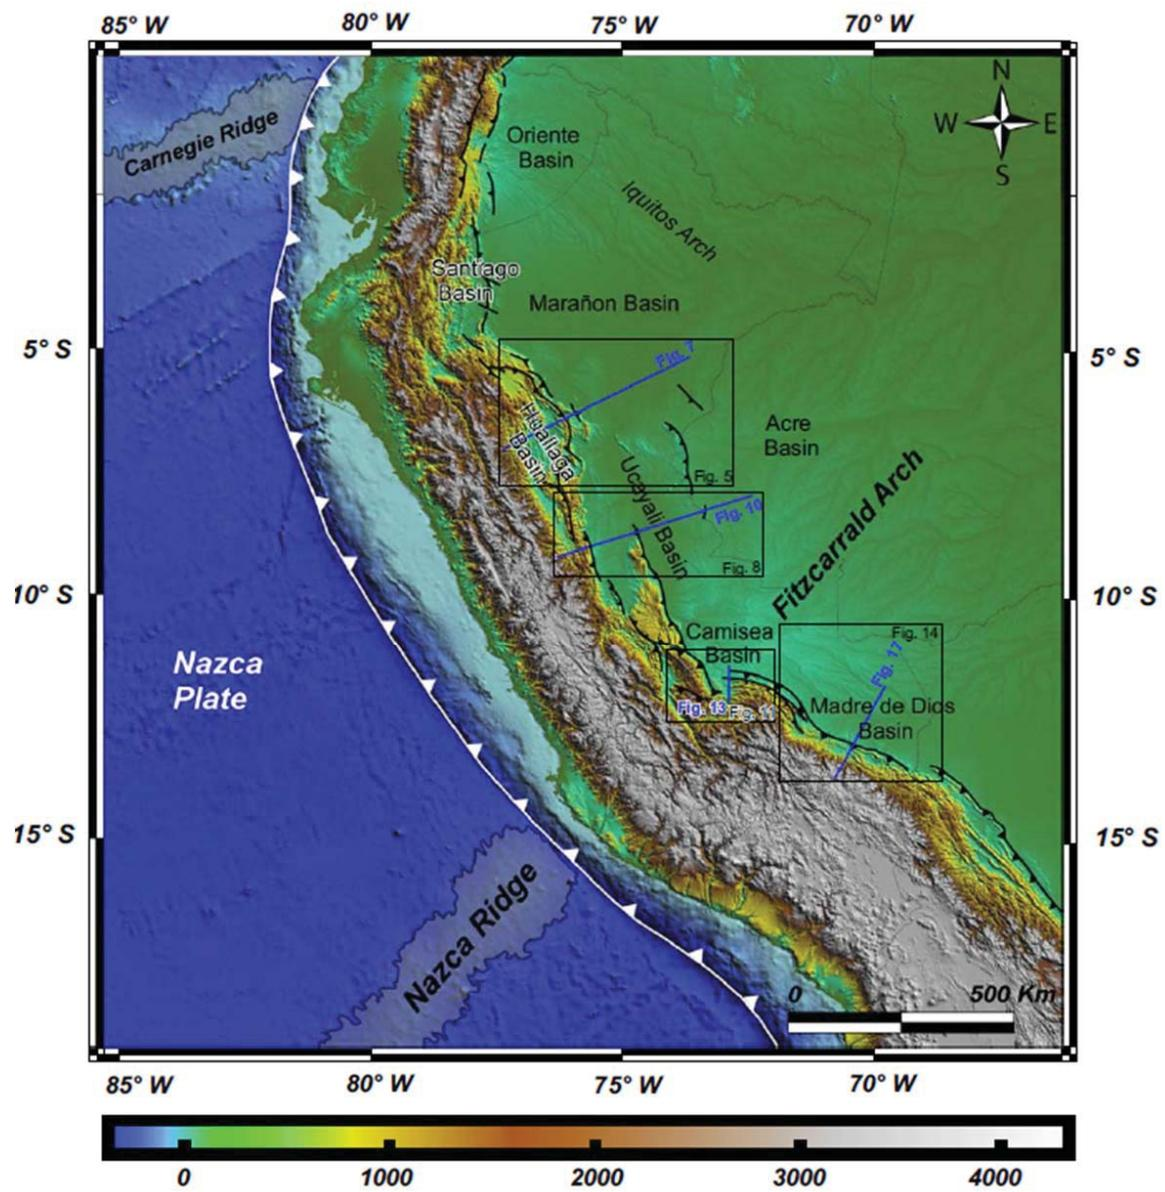 85° W 80° W 75° W 70° W
N
W E
S
Carnegie Ridge
Oriente
Basin
Iquitos Arch
Santiago
Basin
Marañon Basin
5° S 5° S
Fig. 7
Huallaga
Basin
Acre
Basin
Fig. 5
Ucayali Basin
Fig. 10
Fig. 8
Fitzcarrald Arch
10° S 10° S
Camisea
Basin
Fig. 14
Fig. 17
Nazca
Plate
Fig. 13 Fig. 11
Madre de Dios
Basin
15° S 15° S
Nazca Ridge
0 500 Km
85° W 80° W 75° W 70° W
0 1000 2000 3000 4000